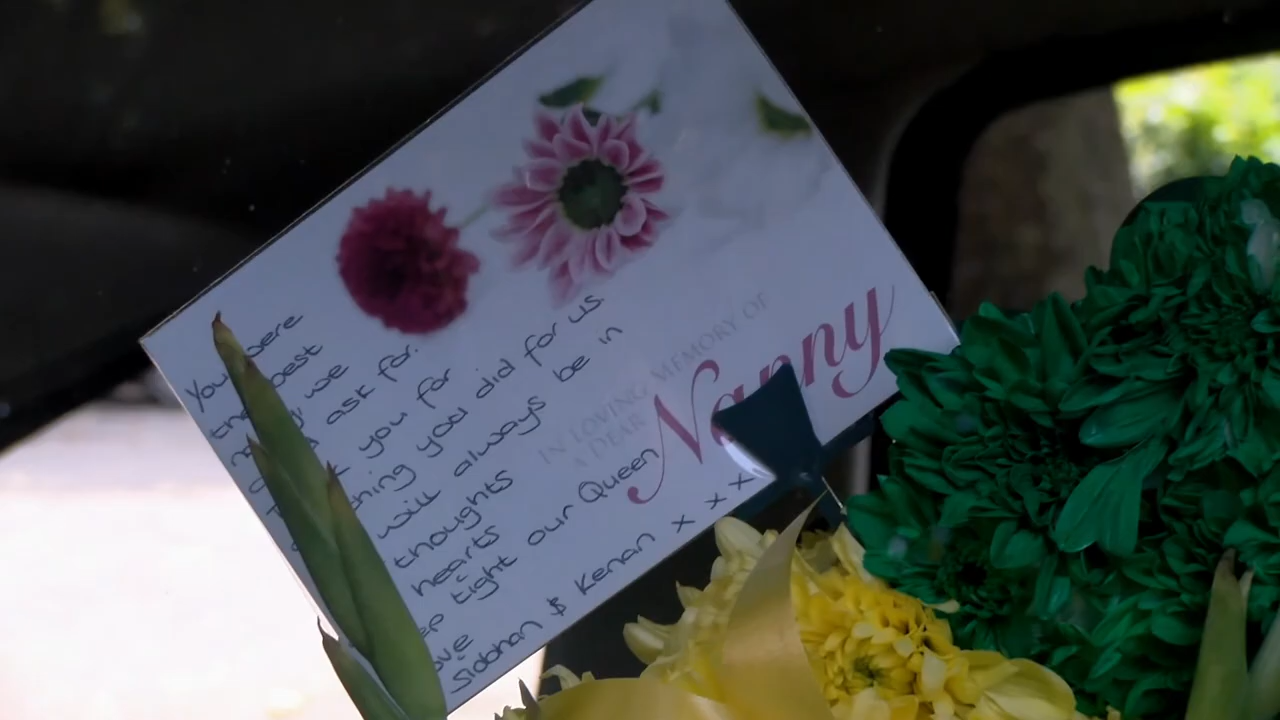 You were
the best
we
ask for.
you for
you did for us.
will always be in
thoughts
hearts
tight our Queen
Siobhan & Kenan x x x
IN LOVING MEMORY OF
A DEAR
Nanny